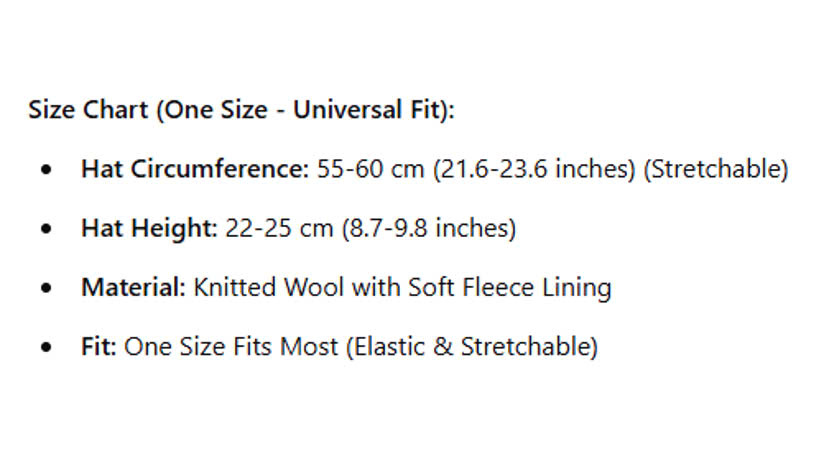 Size Chart (One Size - Universal Fit):
• Hat Circumference: 55-60 cm (21.6-23.6 inches) (Stretchable)
• Hat Height: 22-25 cm (8.7-9.8 inches)
• Material: Knitted Wool with Soft Fleece Lining
• Fit: One Size Fits Most (Elastic & Stretchable)